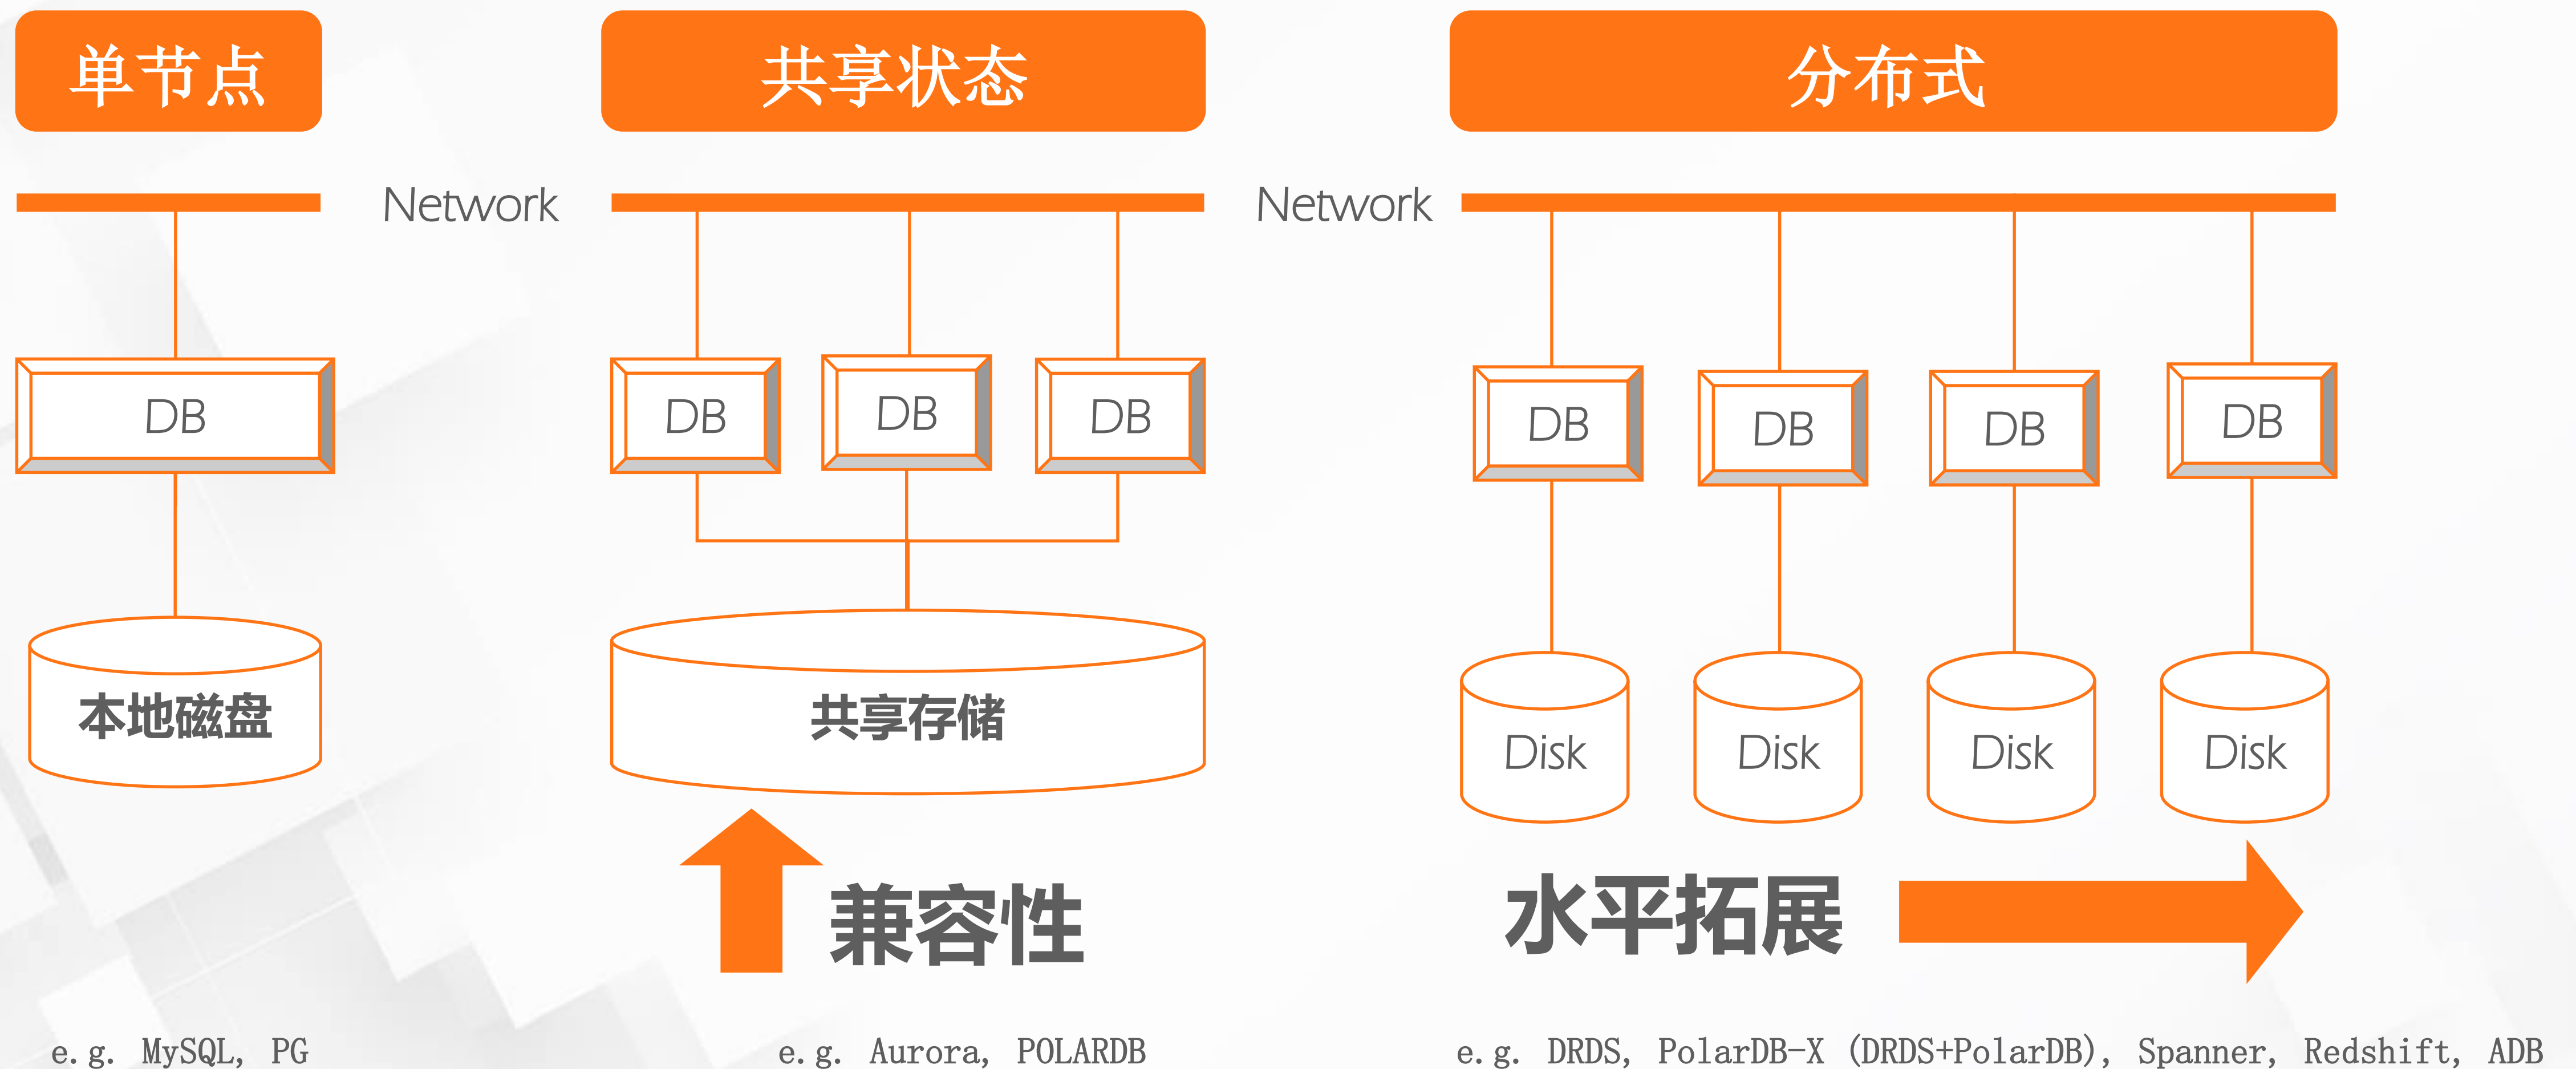 单节点
共享状态
分布式
Network
Network
DB
DB
DB
DB
DB
DB
DB
DB
本地磁盘
共享存储
Disk
Disk
Disk
Disk
兼容性
水平拓展
e.g. MySQL, PG
e.g. Aurora, POLARDB
e.g. DRDS, PolarDB-X (DRDS+PolarDB), Spanner, Redshift, ADB